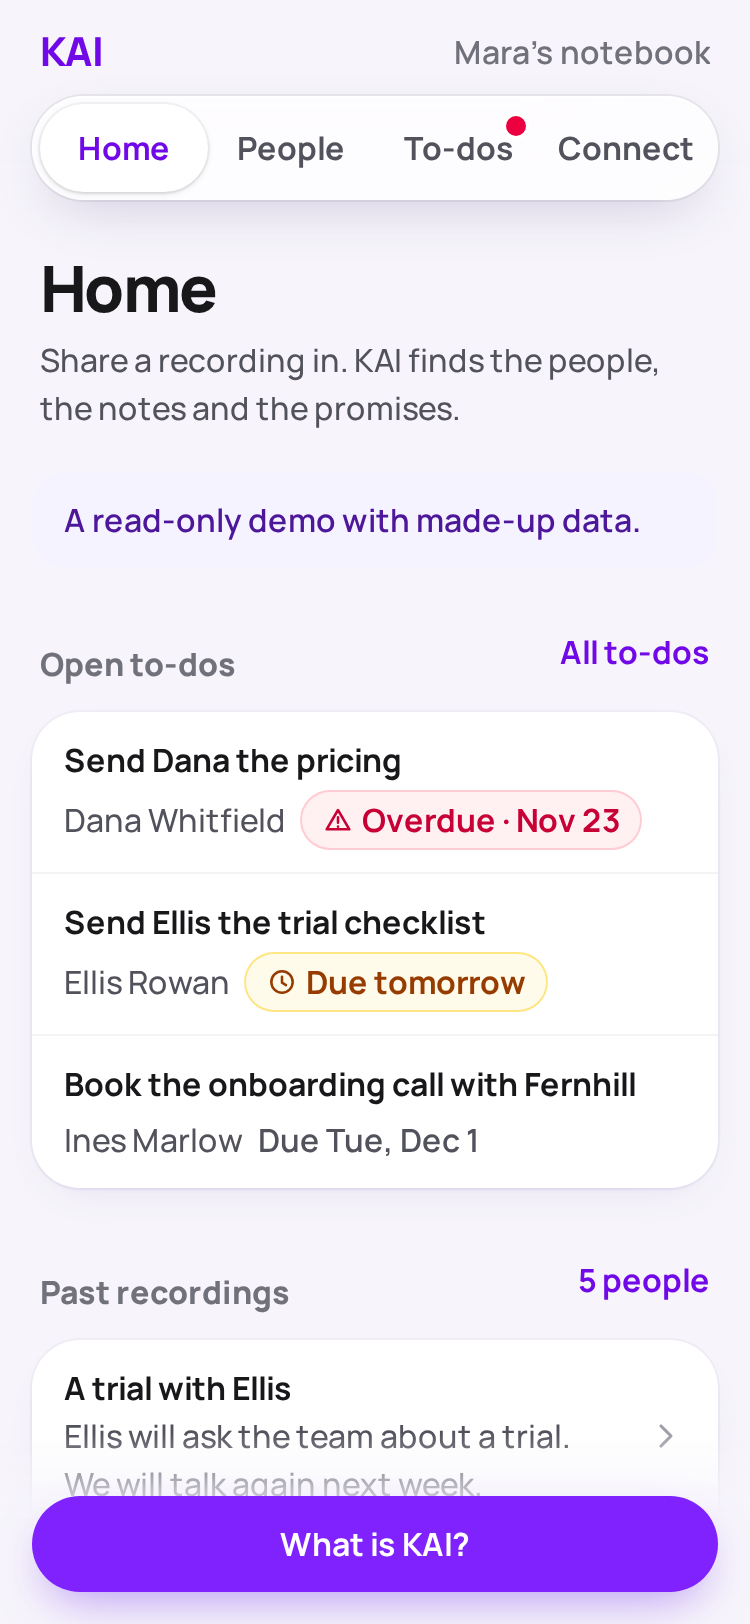 KAI
Mara's notebook
Home
People
To-dos
Connect
Home
Share a recording in. KAI finds the people,
the notes and the promises.
A read-only demo with made-up data.
Open to-dos
All to-dos
Send Dana the pricing
Dana Whitfield
Overdue · Nov 23
Send Ellis the trial checklist
Ellis Rowan
Due tomorrow
Book the onboarding call with Fernhill
Ines Marlow
Due Tue, Dec 1
Past recordings
5 people
A trial with Ellis
Ellis will ask the team about a trial.
We will talk again next week.
What is KAI?